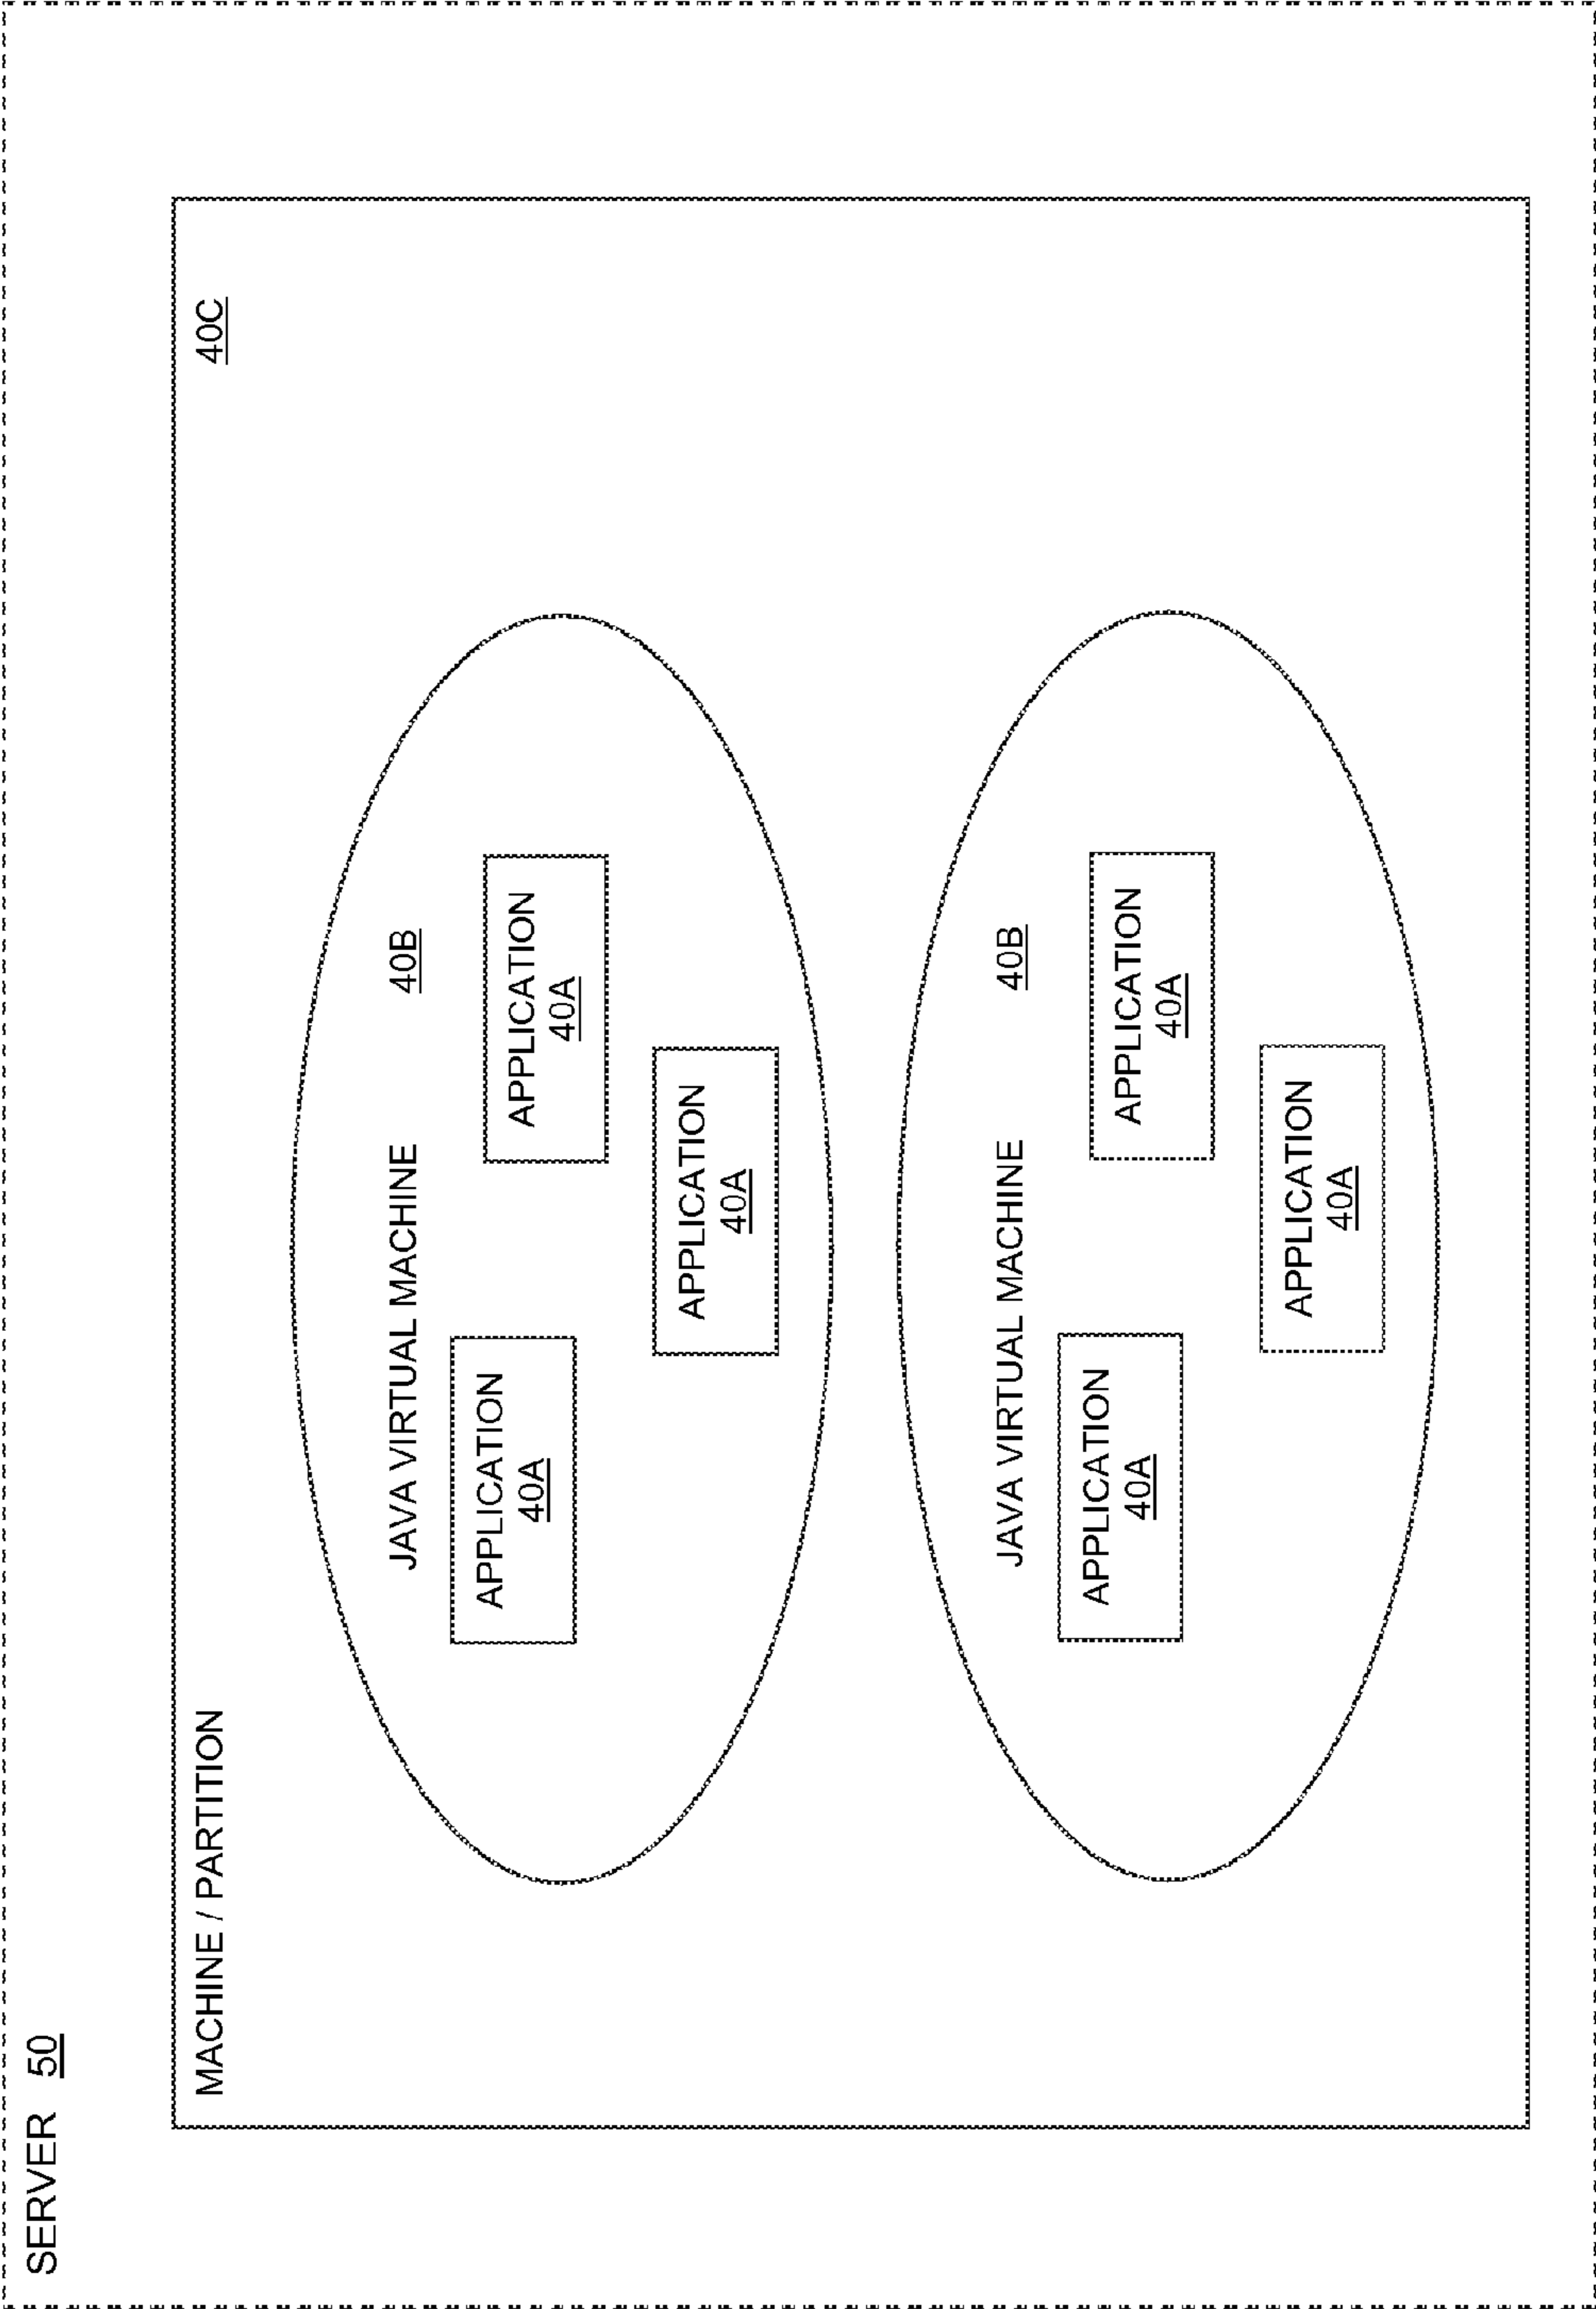 SERVER 50
MACHINE / PARTITION 40C
JAVA VIRTUAL MACHINE 40B
APPLICATION
40A
APPLICATION
40A
APPLICATION
40A
JAVA VIRTUAL MACHINE 40B
APPLICATION
40A
APPLICATION
40A
APPLICATION
40A